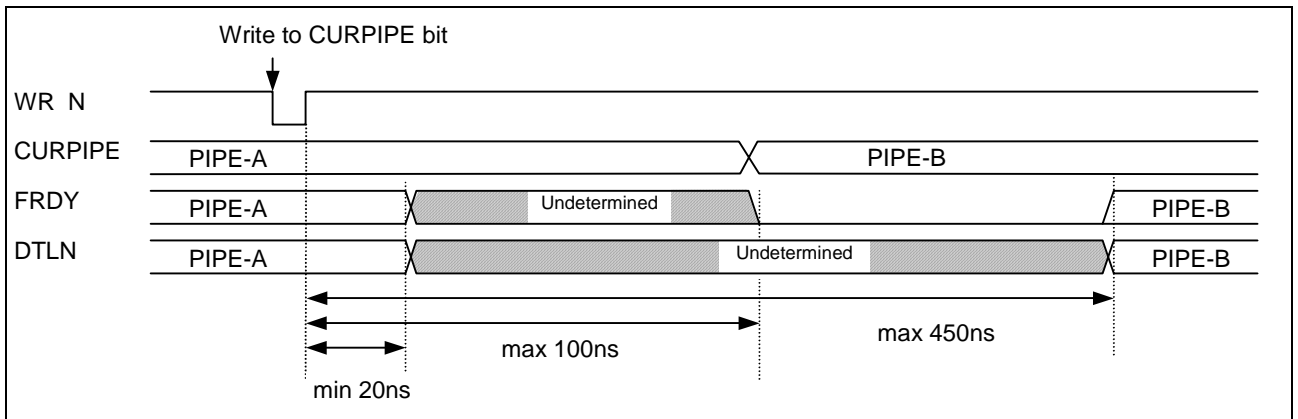 Write to CURPIPE bit
WR N
CURPIPE
PIPE-A
PIPE-B
FRDY
PIPE-A
Undetermined
PIPE-B
DTLN
PIPE-A
Undetermined
PIPE-B
max 450ns
max 100ns
min 20ns